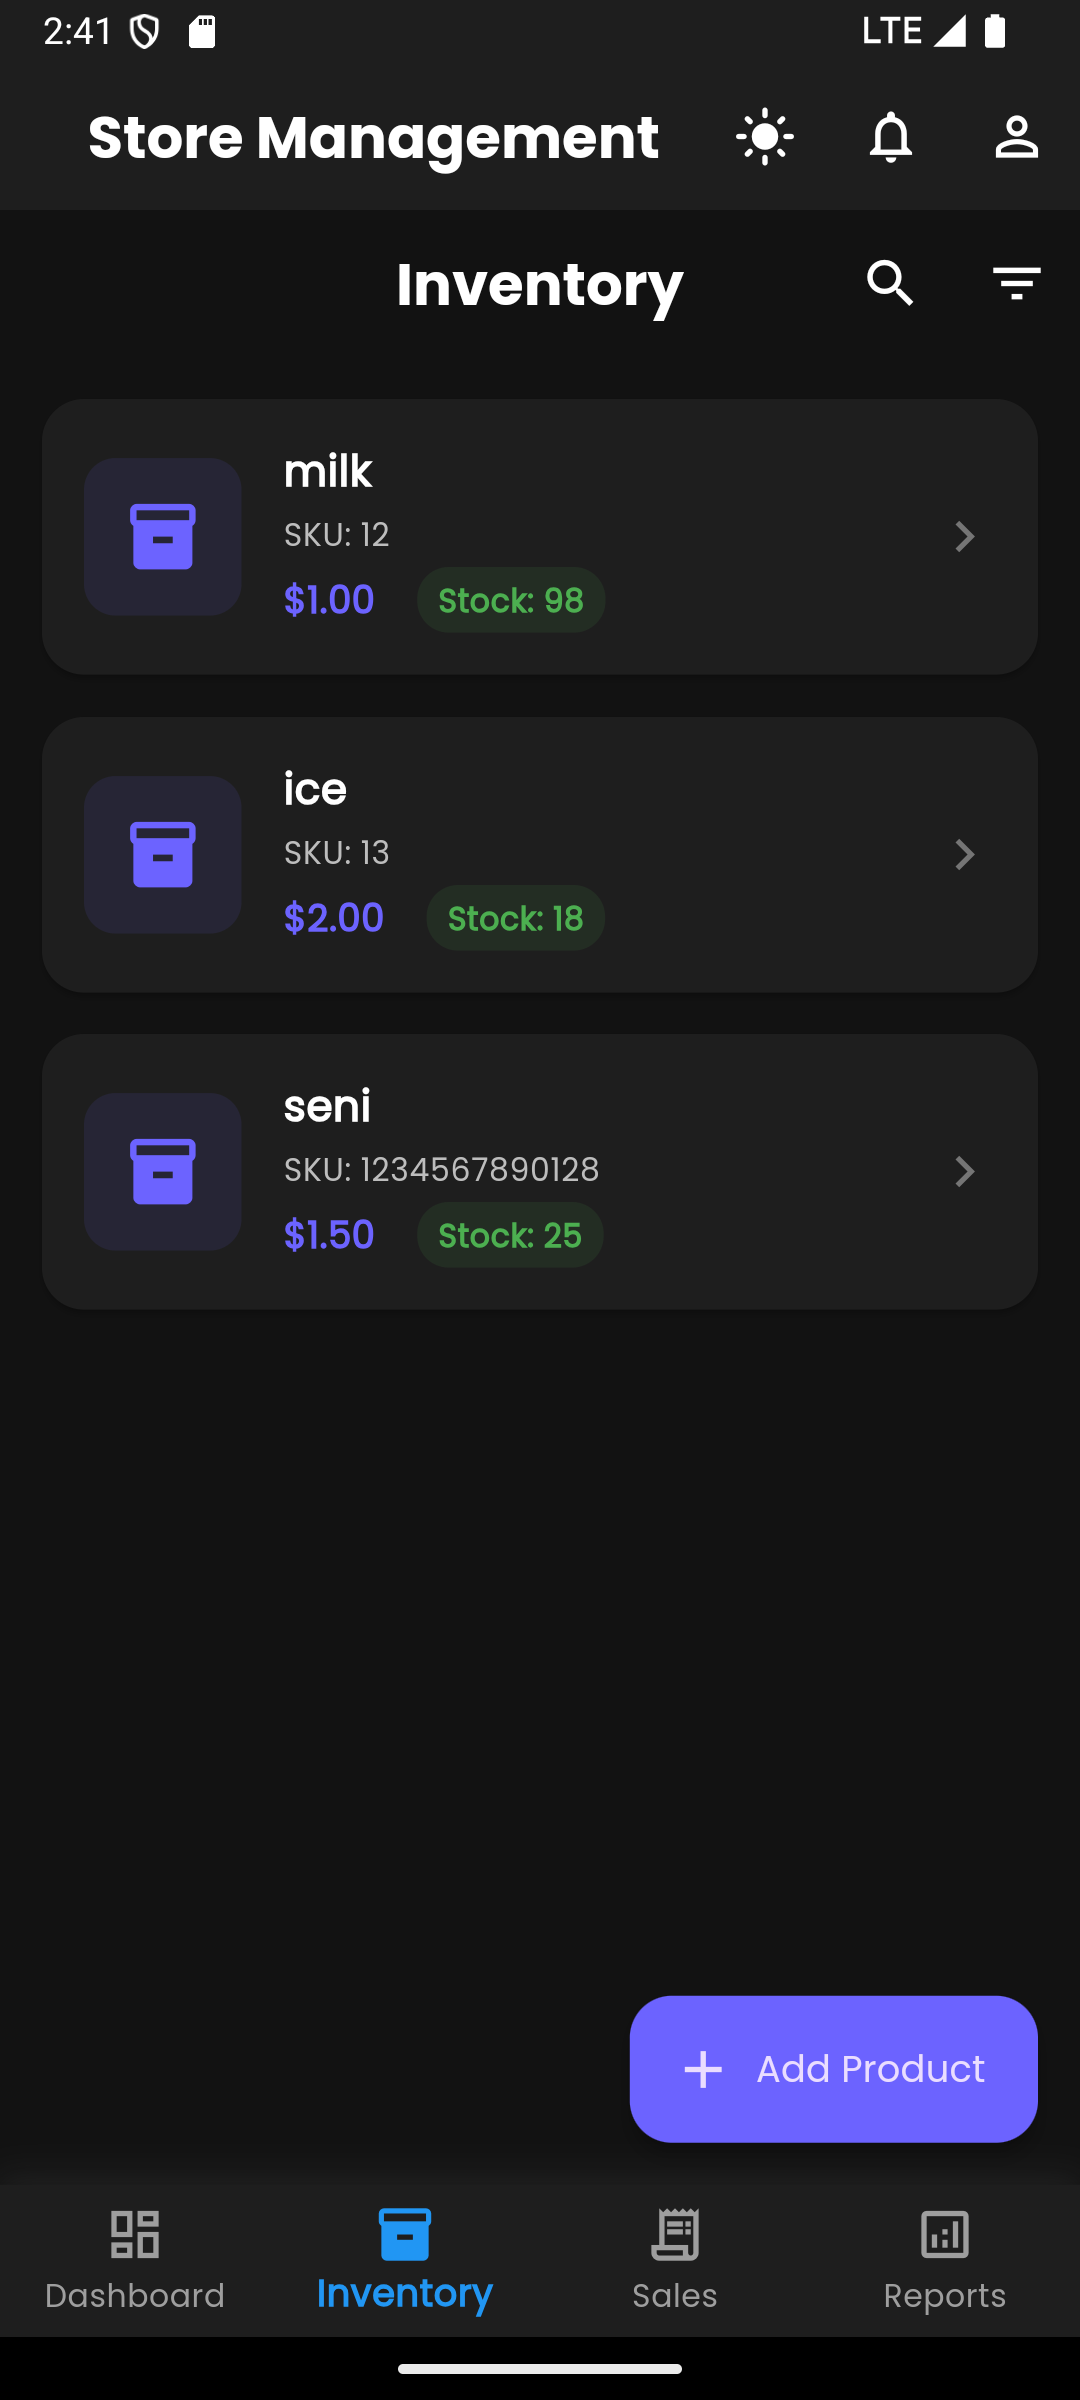 2:41 LTE
Store Management
Inventory
milk
SKU: 12
$1.00 Stock: 98
ice
SKU: 13
$2.00 Stock: 18
seni
SKU: 1234567890128
$1.50 Stock: 25
Add Product
Dashboard Inventory Sales Reports